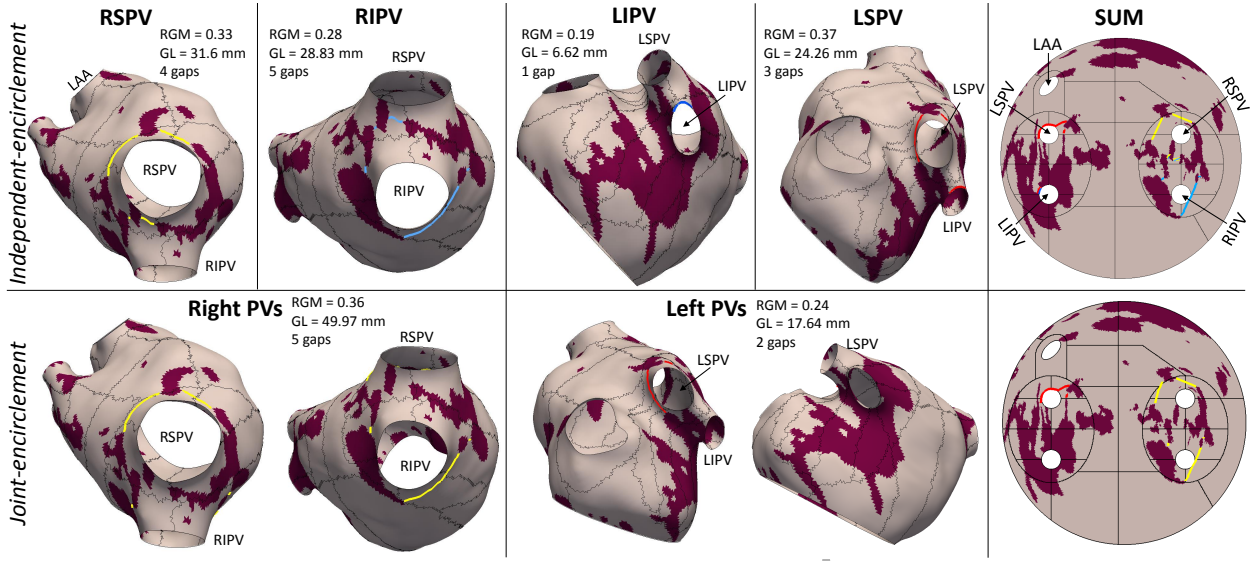 RSPV
RIPV
LIPV
LSPV
SUM
Independent-encirclement
RGM = 0.33
GL = 31.6 mm
4 gaps
LAA
RSPV
RIPV
RGM = 0.28
GL = 28.83 mm
5 gaps
RSPV
RIPV
RGM = 0.19
GL = 6.62 mm
1 gap
LSPV
LIPV
RGM = 0.37
GL = 24.26 mm
3 gaps
LSPV
LIPV
LAA
LSPV
RSPV
LIPV
RIPV
Joint-encirclement
Right PVs
RGM = 0.36
GL = 49.97 mm
5 gaps
RSPV
RSPV
RIPV
RIPV
Left PVs
RGM = 0.24
GL = 17.64 mm
2 gaps
LSPV
LIPV
LSPV